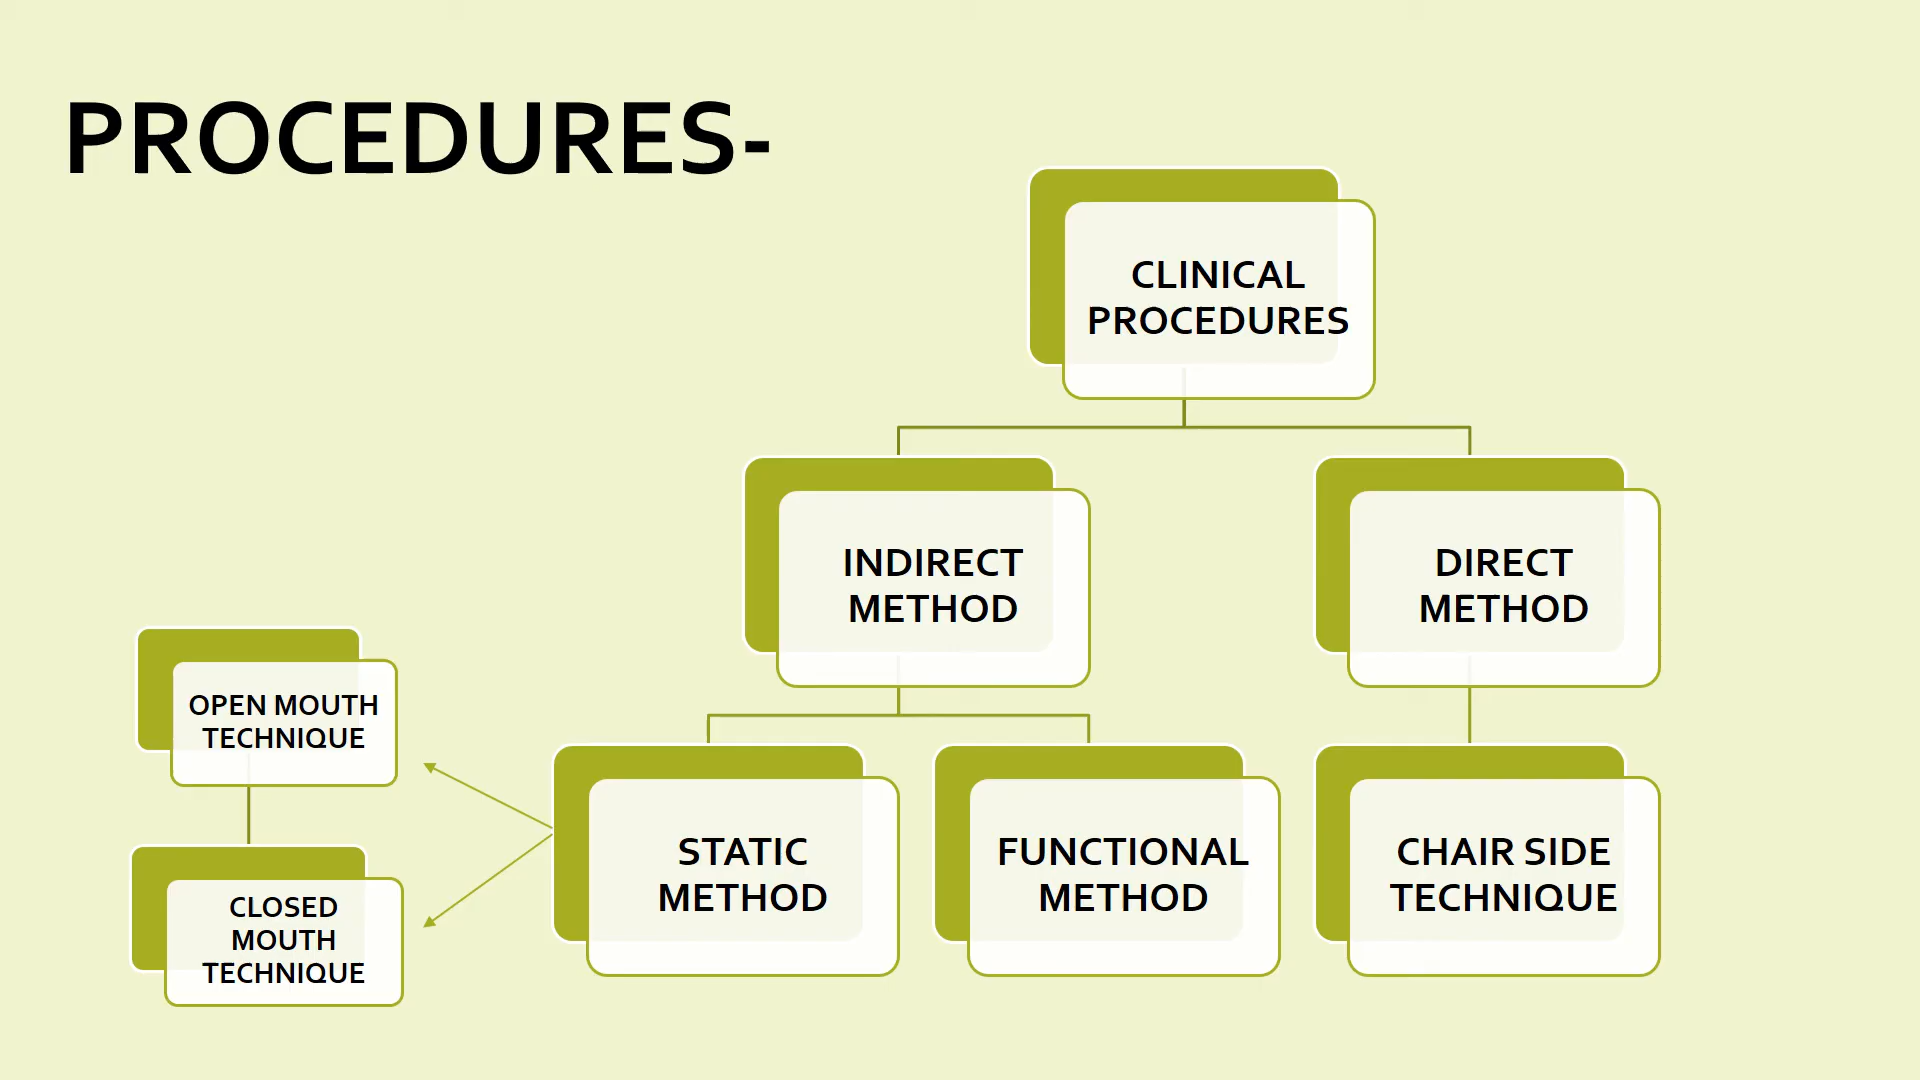 PROCEDURES-
CLINICAL
PROCEDURES
INDIRECT
METHOD
DIRECT
METHOD
OPEN MOUTH
TECHNIQUE
STATIC
METHOD
FUNCTIONAL
METHOD
CHAIR SIDE
TECHNIQUE
CLOSED
MOUTH
TECHNIQUE